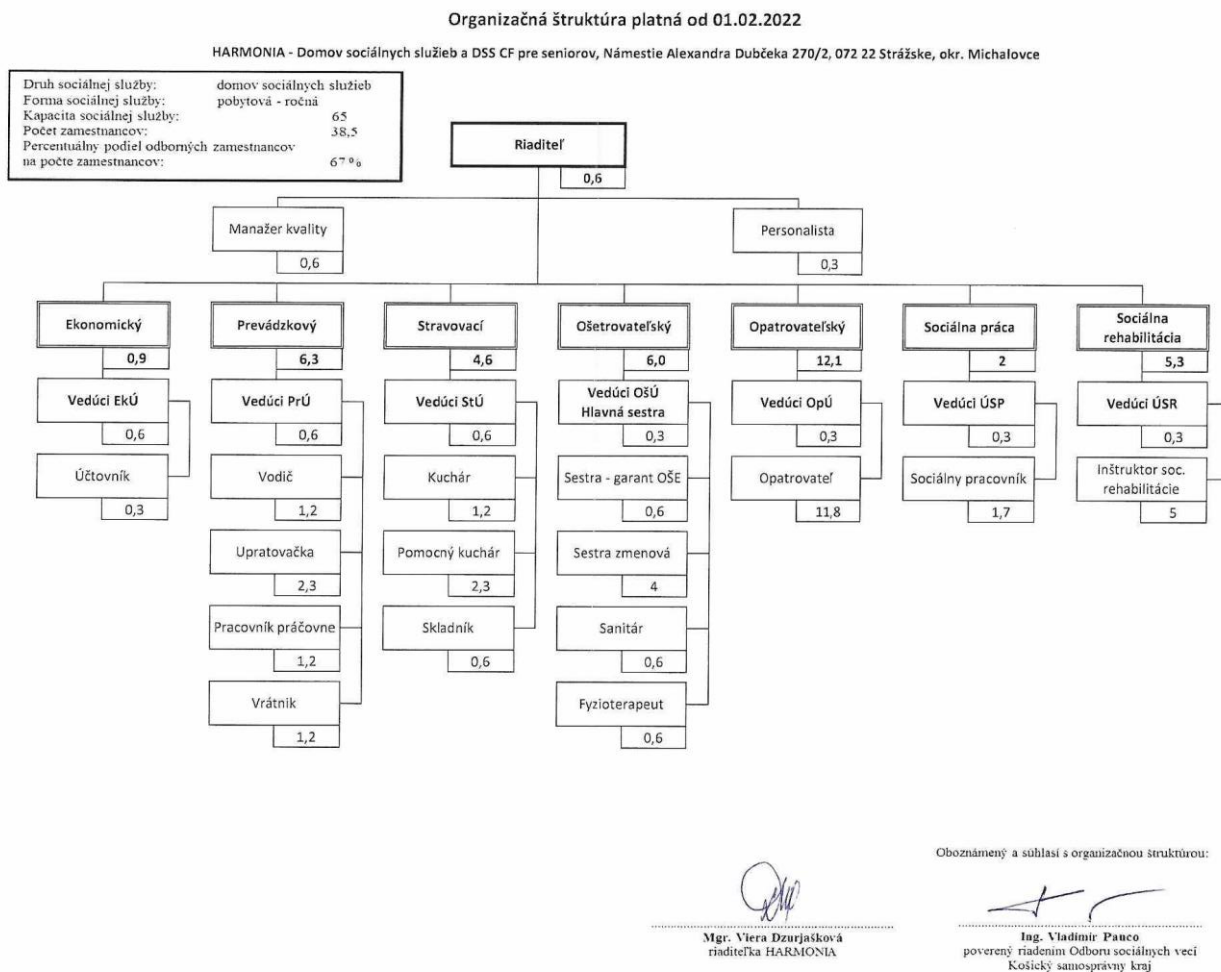 Organizačná štruktúra platná od 01.02.2022
HARMONIA - Domov sociálnych služieb a DSS CF pre seniorov, Námestie Alexandra Dubčeka 270/2, 072 22 Strážske, okr. Michalovce
Druh sociálnej služby: domov sociálnych služieb
Forma sociálnej služby: pobytová - ročná
Kapacita sociálnej služby: 65
Počet zamestnancov: 38,5
Percentuálny podiel odborných zamestnancov
na počte zamestnancov: 67%
Riaditeľ
0,6
Manažer kvality
0,6
Personalista
0,3
Ekonomický
0,9
Vedúci EkÚ
0,6
Účtovník
0,3
Prevádzkový
6,3
Vedúci PrÚ
0,6
Vodič
1,2
Upratovačka
2,3
Pracovník práčovne
1,2
Vrátnik
1,2
Stravovací
4,6
Vedúci StÚ
0,6
Kuchár
1,2
Pomocný kuchár
2,3
Skladník
0,6
Ošetrovateľský
6,0
Vedúci OšÚ
Hlavná sestra
0,3
Sestra - garant OŠE
0,6
Sestra zmenová
4
Sanitár
0,6
Fyzioterapeut
0,6
Opatrovateľský
12,1
Vedúci OpÚ
0,3
Opatrovateľ
11,8
Sociálna práca
2
Vedúci ÚSP
0,3
Sociálny pracovník
1,7
Sociálna
rehabilitácia
5,3
Vedúci ÚSR
0,3
Inštruktor soc.
rehabilitácie
5
Oboznámený a súhlasí s organizačnou štruktúrou:
Mgr. Viera Dzurjašková
riaditeľka HARMONIA
Ing. Vladimír Pauco
poverený riadením Odboru sociálnych vecí
Košický samosprávny kraj